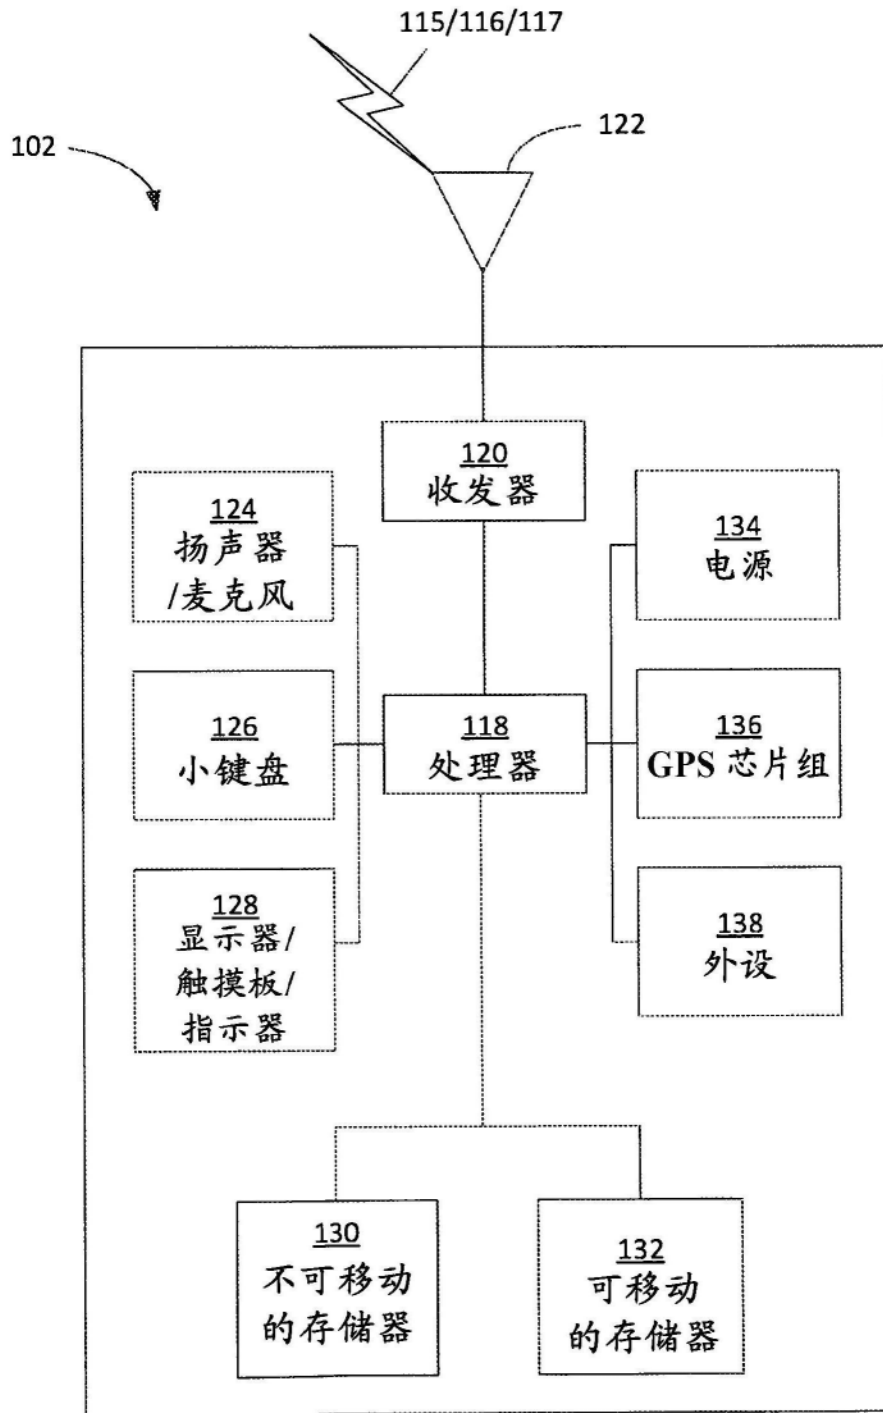 115/116/117
122
102
120
收发器
124
扬声器
/麦克风
134
电源
126
小键盘
118
处理器
136
GPS 芯片组
128
显示器/
触摸板/
指示器
138
外设
130
不可移动
的存储器
132
可移动
的存储器